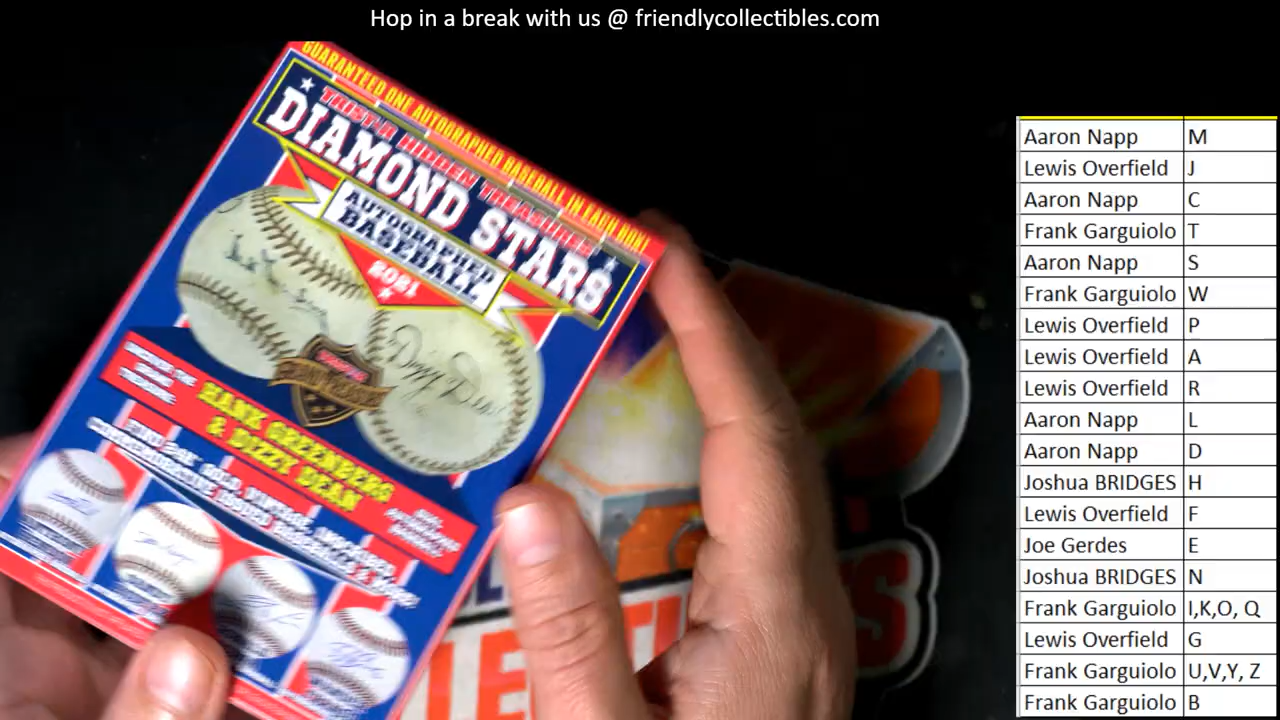 Hop in a break with us @ friendlycollectibles.com
GUARANTEED ONE AUTOGRAPHED BASEBALL IN EACH BOX!
TRISTAR HIDDEN TREASURES
DIAMOND STARS
AUTOGRAPHED
BASEBALL
2021
HANK GREENBERG
& DIZZY DEAN
Aaron Napp M
Lewis Overfield J
Aaron Napp C
Frank Garguiolo T
Aaron Napp S
Frank Garguiolo W
Lewis Overfield P
Lewis Overfield A
Lewis Overfield R
Aaron Napp L
Aaron Napp D
Joshua BRIDGES H
Lewis Overfield F
Joe Gerdes E
Joshua BRIDGES N
Frank Garguiolo I,K,O, Q
Lewis Overfield G
Frank Garguiolo U,V,Y, Z
Frank Garguiolo B